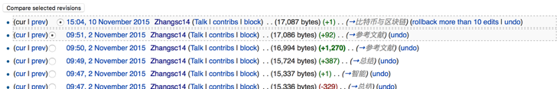 Compare selected revisions
(cur | prev) 15:04, 10 November 2015 Zhangsc14 (Talk | contribs | block) . . (17,087 bytes) (+1) . . (→比特币与区块链) (rollback more than 10 edits | undo)
(cur | prev) 09:51, 2 November 2015 Zhangsc14 (Talk | contribs | block) . . (17,086 bytes) (+92) . . (→参考文献) (undo)
(cur | prev) 09:50, 2 November 2015 Zhangsc14 (Talk | contribs | block) . . (16,994 bytes) (+1,270) . . (→参考文献) (undo)
(cur | prev) 09:49, 2 November 2015 Zhangsc14 (Talk | contribs | block) . . (15,724 bytes) (+387) . . (→总结) (undo)
(cur | prev) 09:47, 2 November 2015 Zhangsc14 (Talk | contribs | block) . . (15,337 bytes) (+1) . . (→智能) (undo)
(cur | prev) 09:47, 2 November 2015 Zhangsc14 (Talk | contribs | block) . . (15,336 bytes) (-329) . . (→总结) (undo)